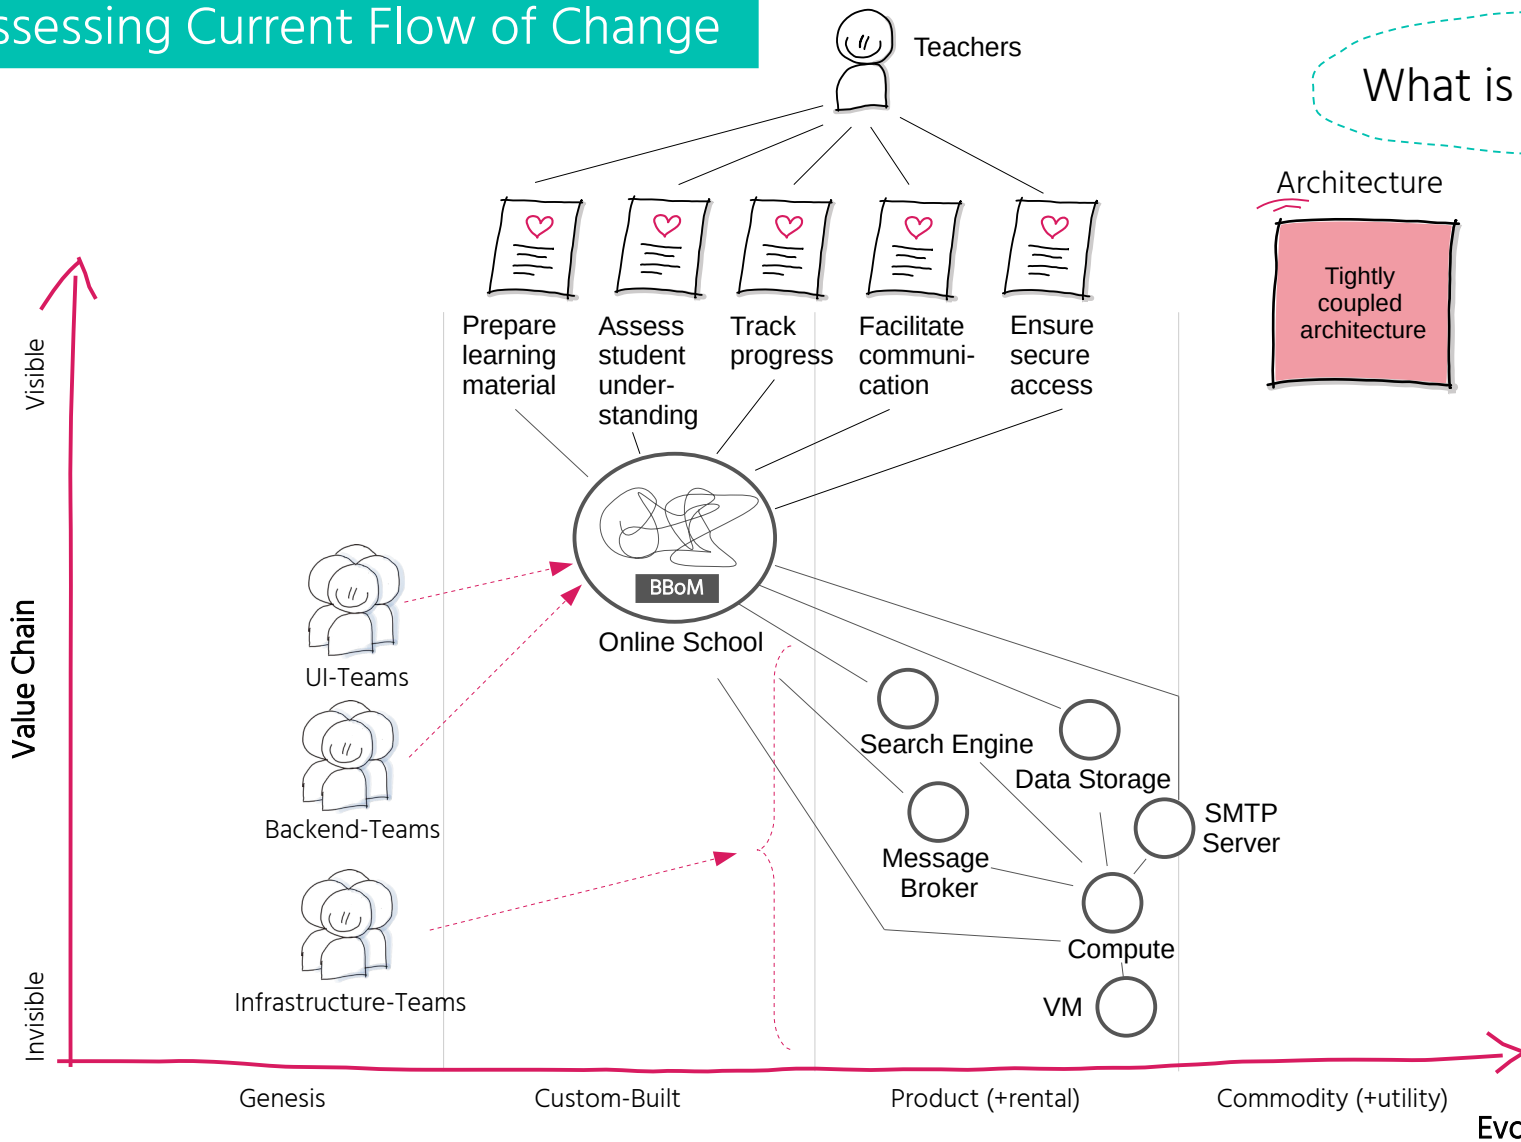 ssessing Current Flow of Change
Teachers
What is
Architecture
Tightly
coupled
architecture
Prepare
learning
material
Assess
student
under-
standing
Track
progress
Facilitate
communi-
cation
Ensure
secure
access
Visible
Value Chain
Invisible
BBoM
Online School
UI-Teams
Backend-Teams
Infrastructure-Teams
Search Engine
Data Storage
SMTP
Server
Message
Broker
Compute
VM
Genesis
Custom-Built
Product (+rental)
Commodity (+utility)
Evo